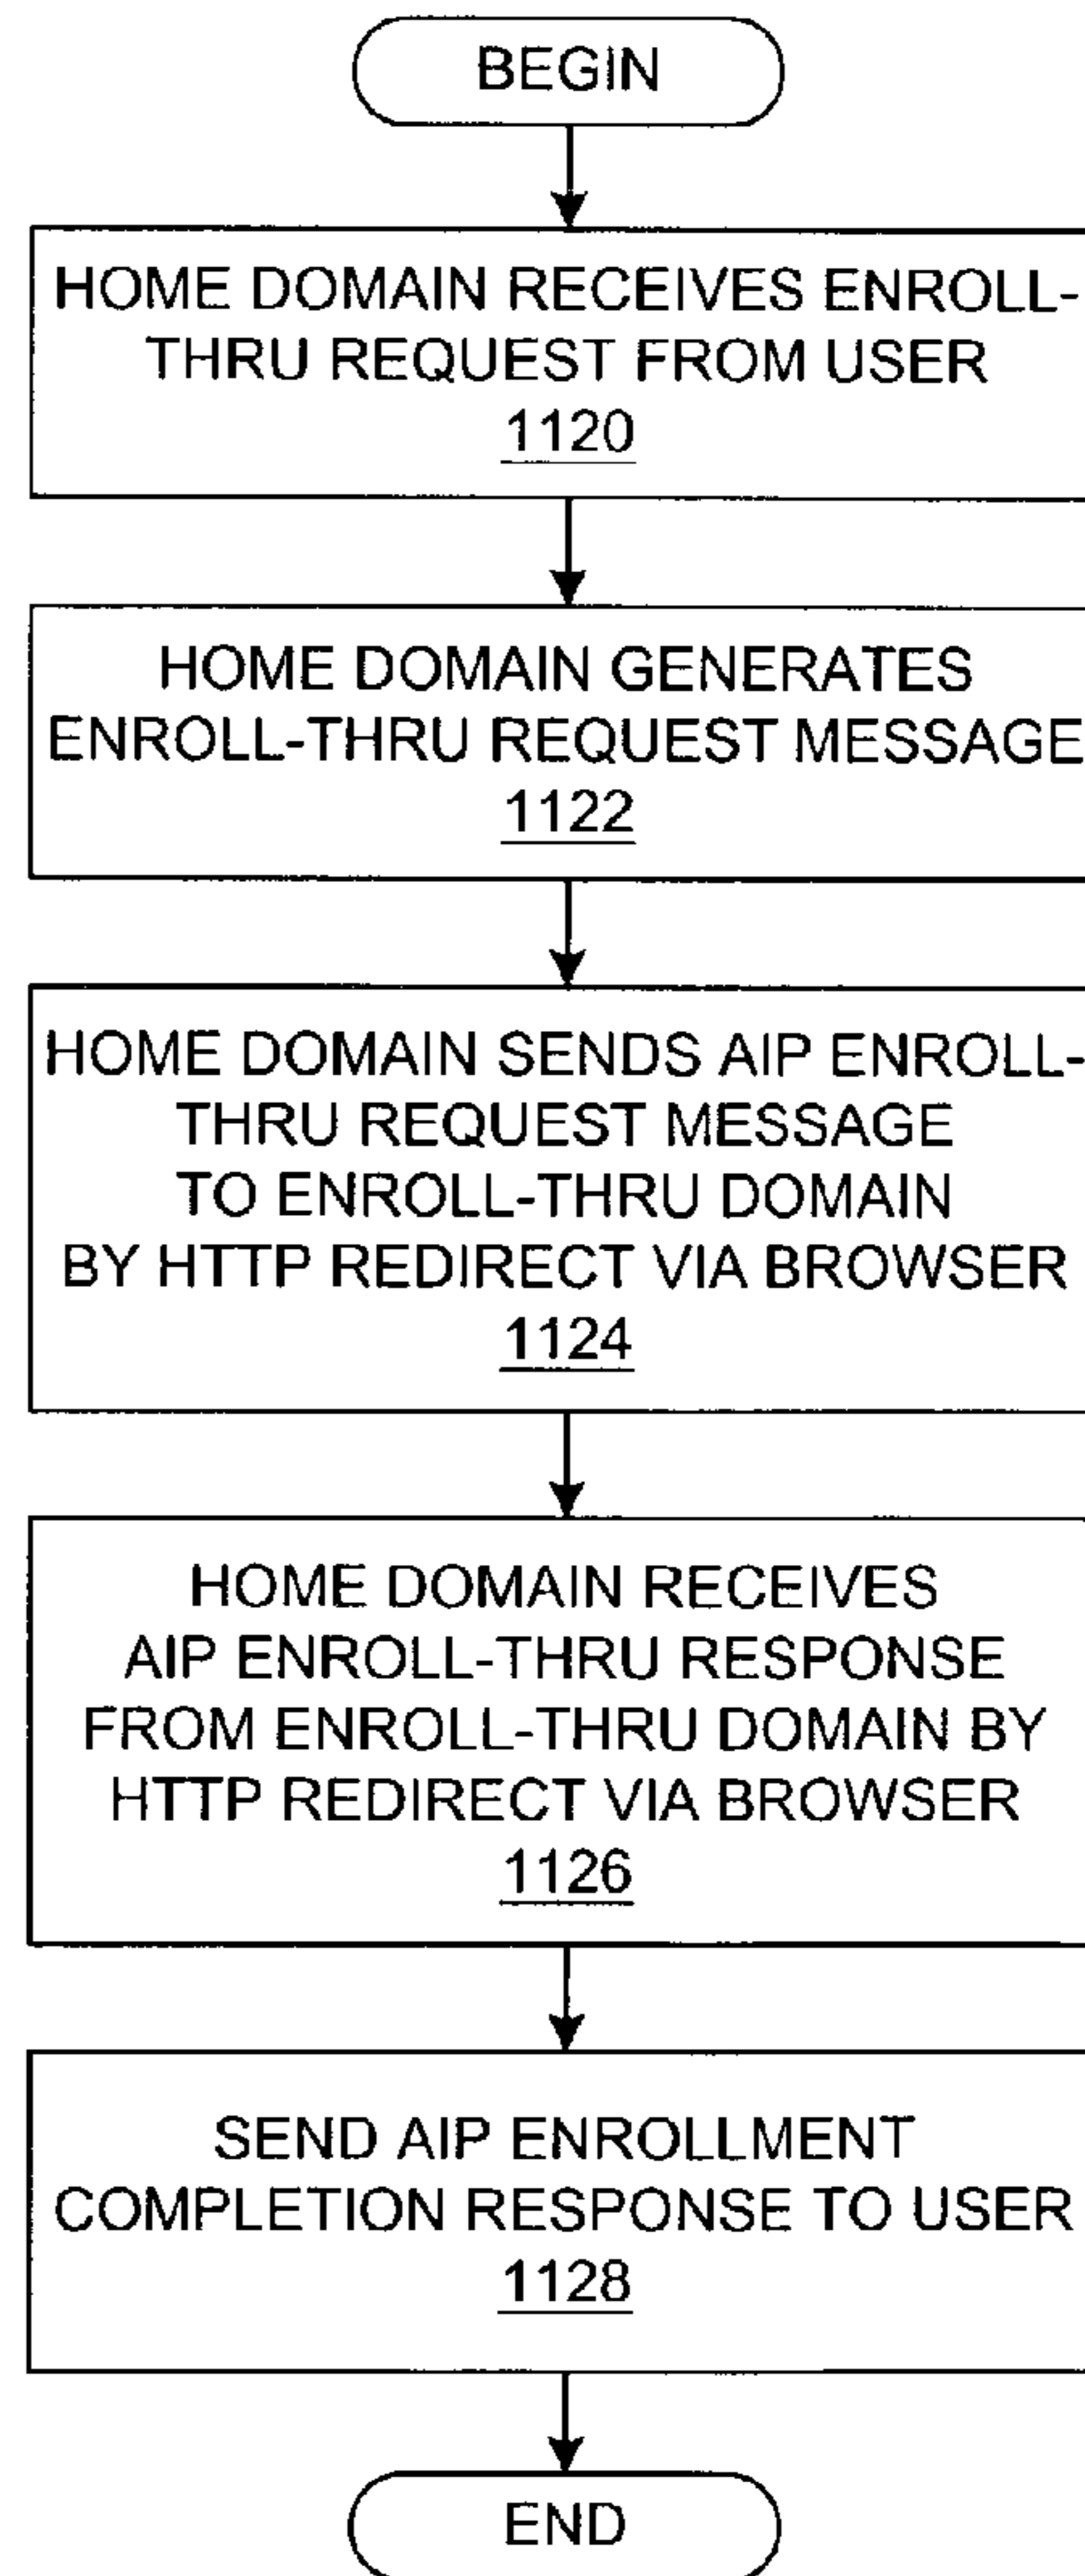 BEGIN
HOME DOMAIN RECEIVES ENROLL-
THRU REQUEST FROM USER
1120
HOME DOMAIN GENERATES
ENROLL-THRU REQUEST MESSAGE
1122
HOME DOMAIN SENDS AIP ENROLL-
THRU REQUEST MESSAGE
TO ENROLL-THRU DOMAIN
BY HTTP REDIRECT VIA BROWSER
1124
HOME DOMAIN RECEIVES
AIP ENROLL-THRU RESPONSE
FROM ENROLL-THRU DOMAIN BY
HTTP REDIRECT VIA BROWSER
1126
SEND AIP ENROLLMENT
COMPLETION RESPONSE TO USER
1128
END